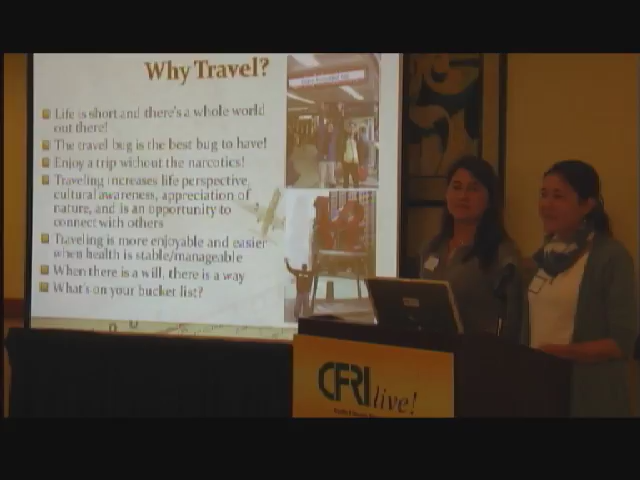 Why Travel?
Life is short and there's a whole world
out there!
The travel bug is the best bug to have!
Enjoy a trip without the narcotics!
Traveling increases life perspective,
cultural awareness, appreciation of
nature, and is an opportunity to
connect with others
Traveling is more enjoyable and easier
when health is stable/manageable
When there is a will, there is a way
What's on your bucket list?
CFRI live!